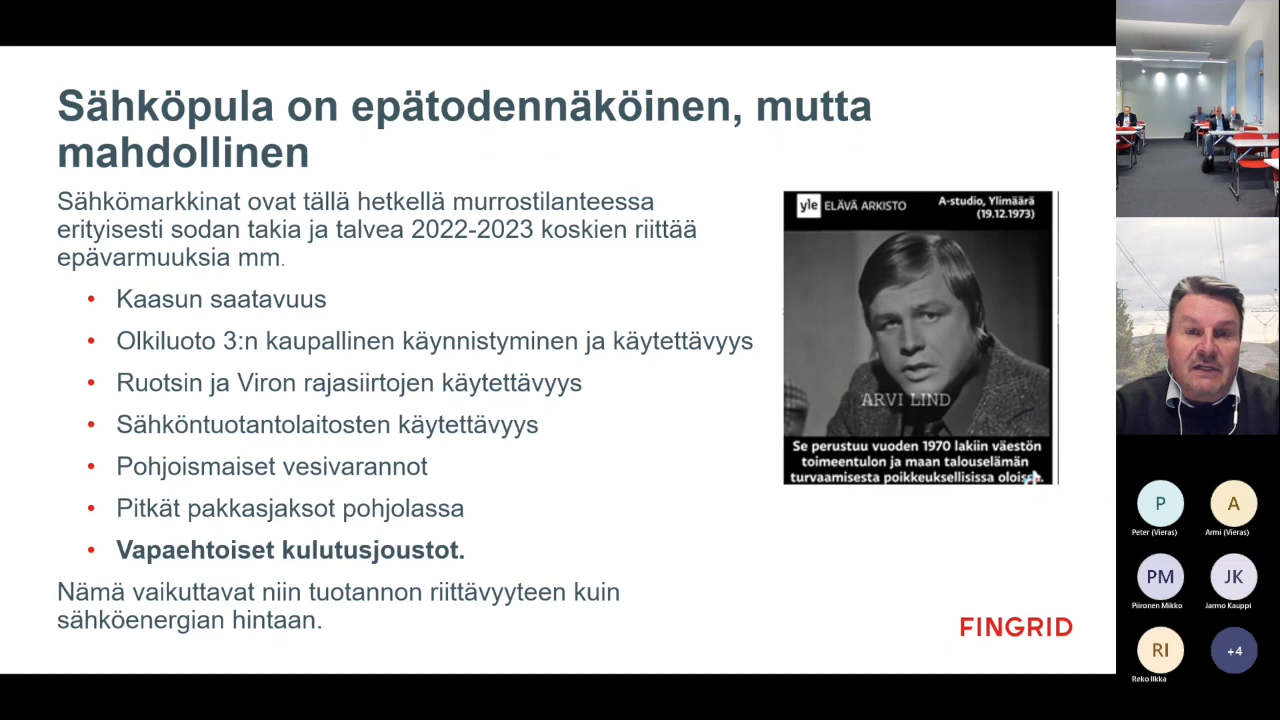 Sähköpula on epätodennäköinen, mutta
mahdollinen
Sähkömarkkinat ovat tällä hetkellä murrostilanteessa
erityisesti sodan takia ja talvea 2022-2023 koskien riittää
epävarmuuksia mm.
• Kaasun saatavuus
• Olkiluoto 3:n kaupallinen käynnistyminen ja käytettävyys
• Ruotsin ja Viron rajasiirtojen käytettävyys
• Sähköntuotantolaitosten käytettävyys
• Pohjoismaiset vesivarannot
• Pitkät pakkasjaksot pohjolassa
• Vapaehtoiset kulutusjoustot.
Nämä vaikuttavat niin tuotannon riittävyyteen kuin
sähköenergian hintaan.
yle ELÄVÄ ARKISTO
A-studio, Ylimäärä
(19.12.1973)
ARVI LIND
Se perustuu vuoden 1970 lakiin väestön
toimeentulon ja maan talouselämän
turvaamisesta poikkeuksellisissa oloissa.
FINGRID
P
Peter (Vieras)
A
Armi (Vieras)
PM
Piironen Mikko
JK
Jarmo Kauppi
RI
Reko Ilkka
+4